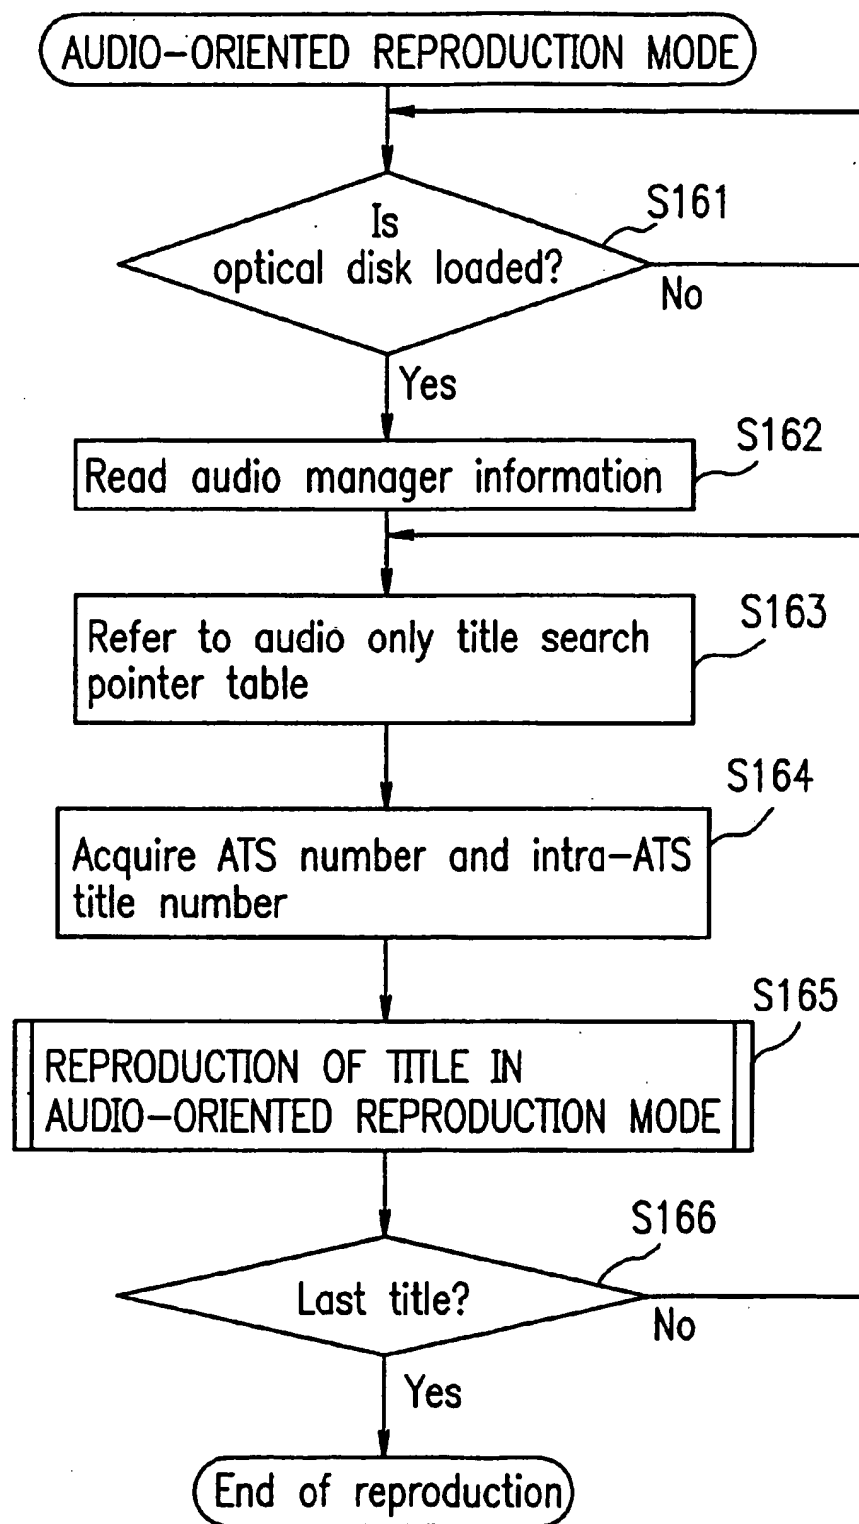 AUDIO-ORIENTED REPRODUCTION MODE
S161
Is
optical disk loaded?
No
Yes
S162
Read audio manager information
S163
Refer to audio only title search
pointer table
S164
Acquire ATS number and intra-ATS
title number
S165
REPRODUCTION OF TITLE IN
AUDIO-ORIENTED REPRODUCTION MODE
S166
Last title?
No
Yes
End of reproduction